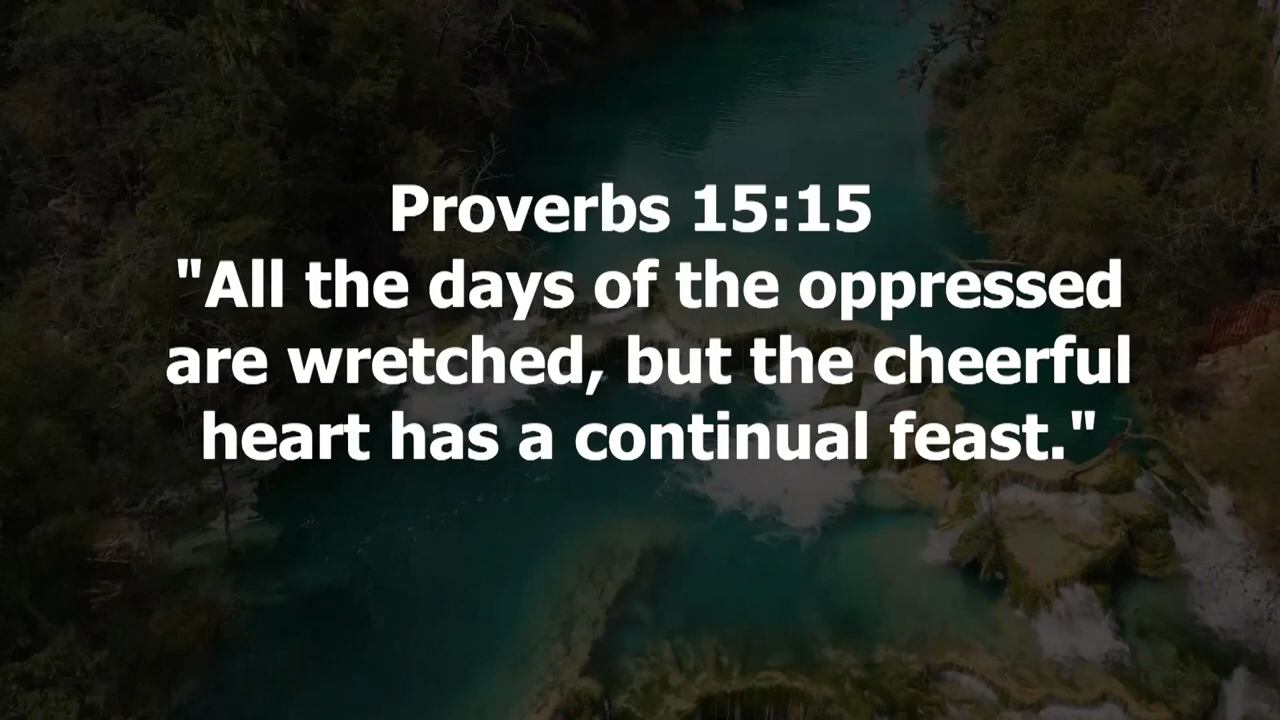 Proverbs 15:15
"All the days of the oppressed
are wretched, but the cheerful
heart has a continual feast."